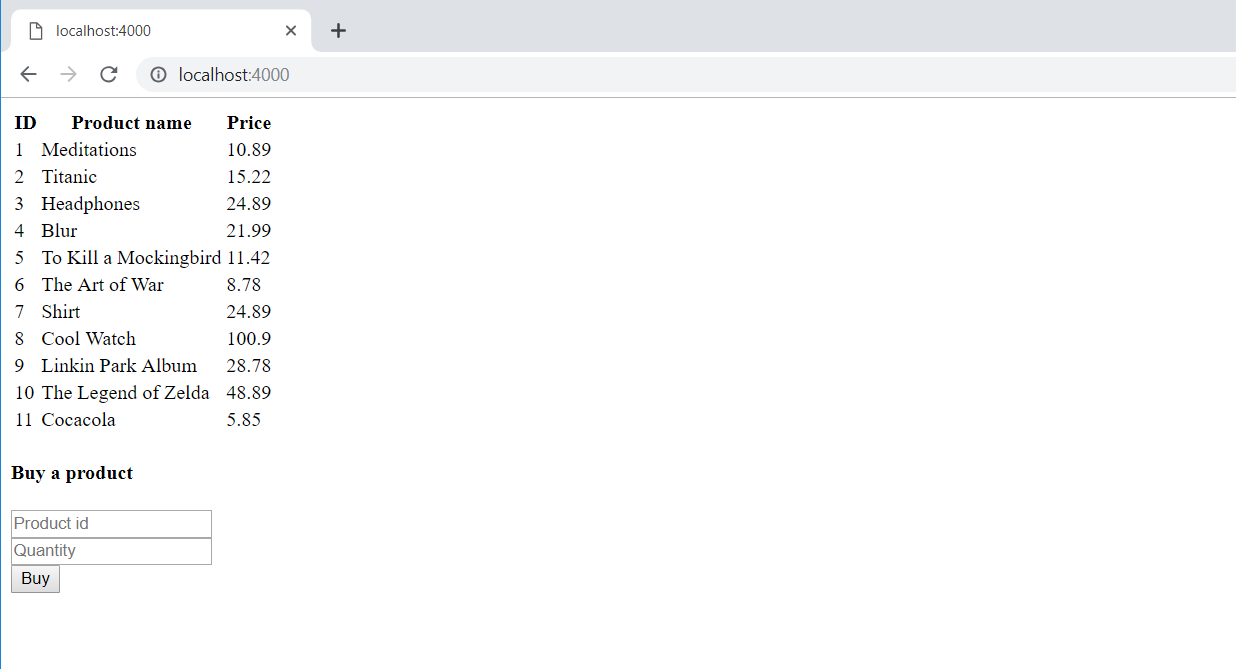 localhost:4000
localhost:4000
ID Product name Price
1 Meditations 10.89
2 Titanic 15.22
3 Headphones 24.89
4 Blur 21.99
5 To Kill a Mockingbird 11.42
6 The Art of War 8.78
7 Shirt 24.89
8 Cool Watch 100.9
9 Linkin Park Album 28.78
10 The Legend of Zelda 48.89
11 Cocacola 5.85
Buy a product
Product id
Quantity
Buy